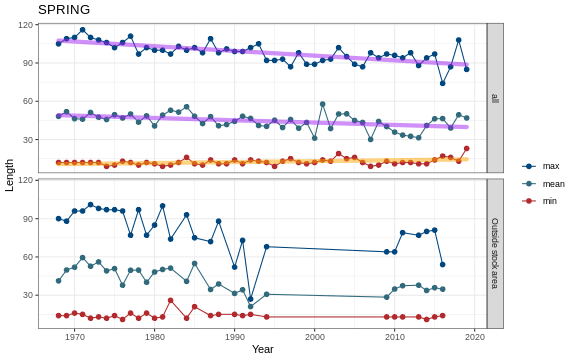 SPRING
120
90
60
30
all
120
90
60
30
Outside stock area
Length
1970
1980
1990
2000
2010
2020
Year
max
mean
min